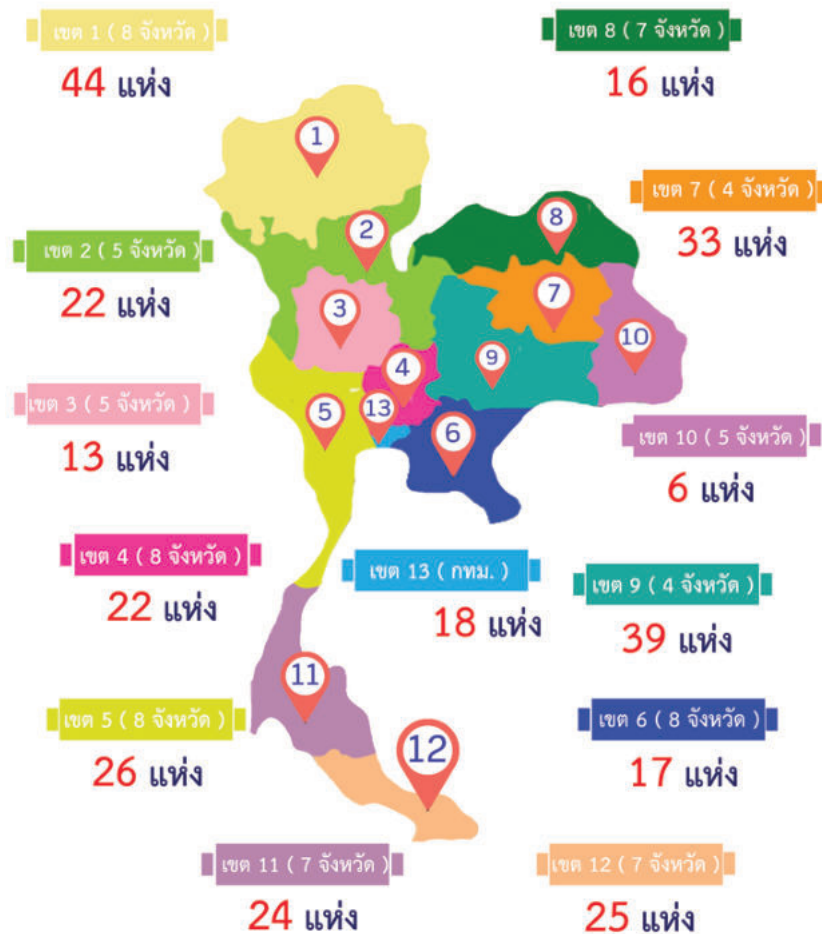 เขต 1 ( 8 จังหวัด )
44 แห่ง
เขต 8 ( 7 จังหวัด )
16 แห่ง
1
เขต 7 ( 4 จังหวัด )
33 แห่ง
8
2
เขต 2 ( 5 จังหวัด )
22 แห่ง
7
3
10
9
4
เขต 3 ( 5 จังหวัด )
13 แห่ง
5
13
6
เขต 10 ( 5 จังหวัด )
6 แห่ง
เขต 4 ( 8 จังหวัด )
22 แห่ง
เขต 13 ( กทม. )
18 แห่ง
เขต 9 ( 4 จังหวัด )
39 แห่ง
11
เขต 5 ( 8 จังหวัด )
26 แห่ง
เขต 6 ( 8 จังหวัด )
17 แห่ง
12
เขต 11 ( 7 จังหวัด )
24 แห่ง
เขต 12 ( 7 จังหวัด )
25 แห่ง